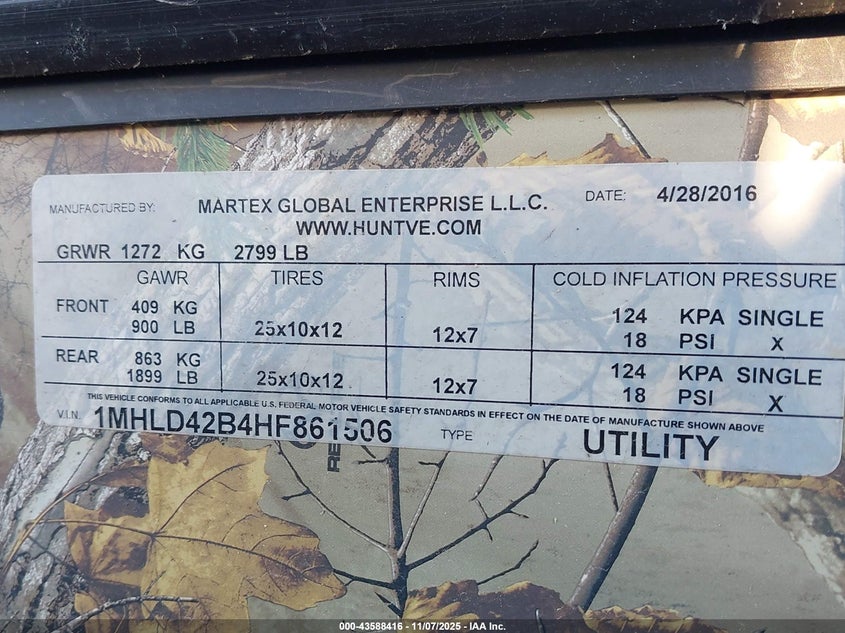 MANUFACTURED BY: MARTEX GLOBAL ENTERPRISE L.L.C. DATE: 4/28/2016
WWW.HUNTVE.COM
GRWR 1272 KG 2799 LB
GAWR TIRES RIMS COLD INFLATION PRESSURE
FRONT 409 KG 25x10x12 12x7 124 KPA SINGLE
900 LB 18 PSI X
REAR 863 KG 25x10x12 12x7 124 KPA SINGLE
1899 LB 18 PSI X
THIS VEHICLE CONFORMS TO ALL APPLICABLE U.S. FEDERAL MOTOR VEHICLE SAFETY STANDARDS IN EFFECT ON THE DATE OF MANUFACTURE SHOWN ABOVE
V.I.N. 1MHLD42B4HF861506 TYPE UTILITY
000-43588416 - 11/07/2025 - IAA Inc.